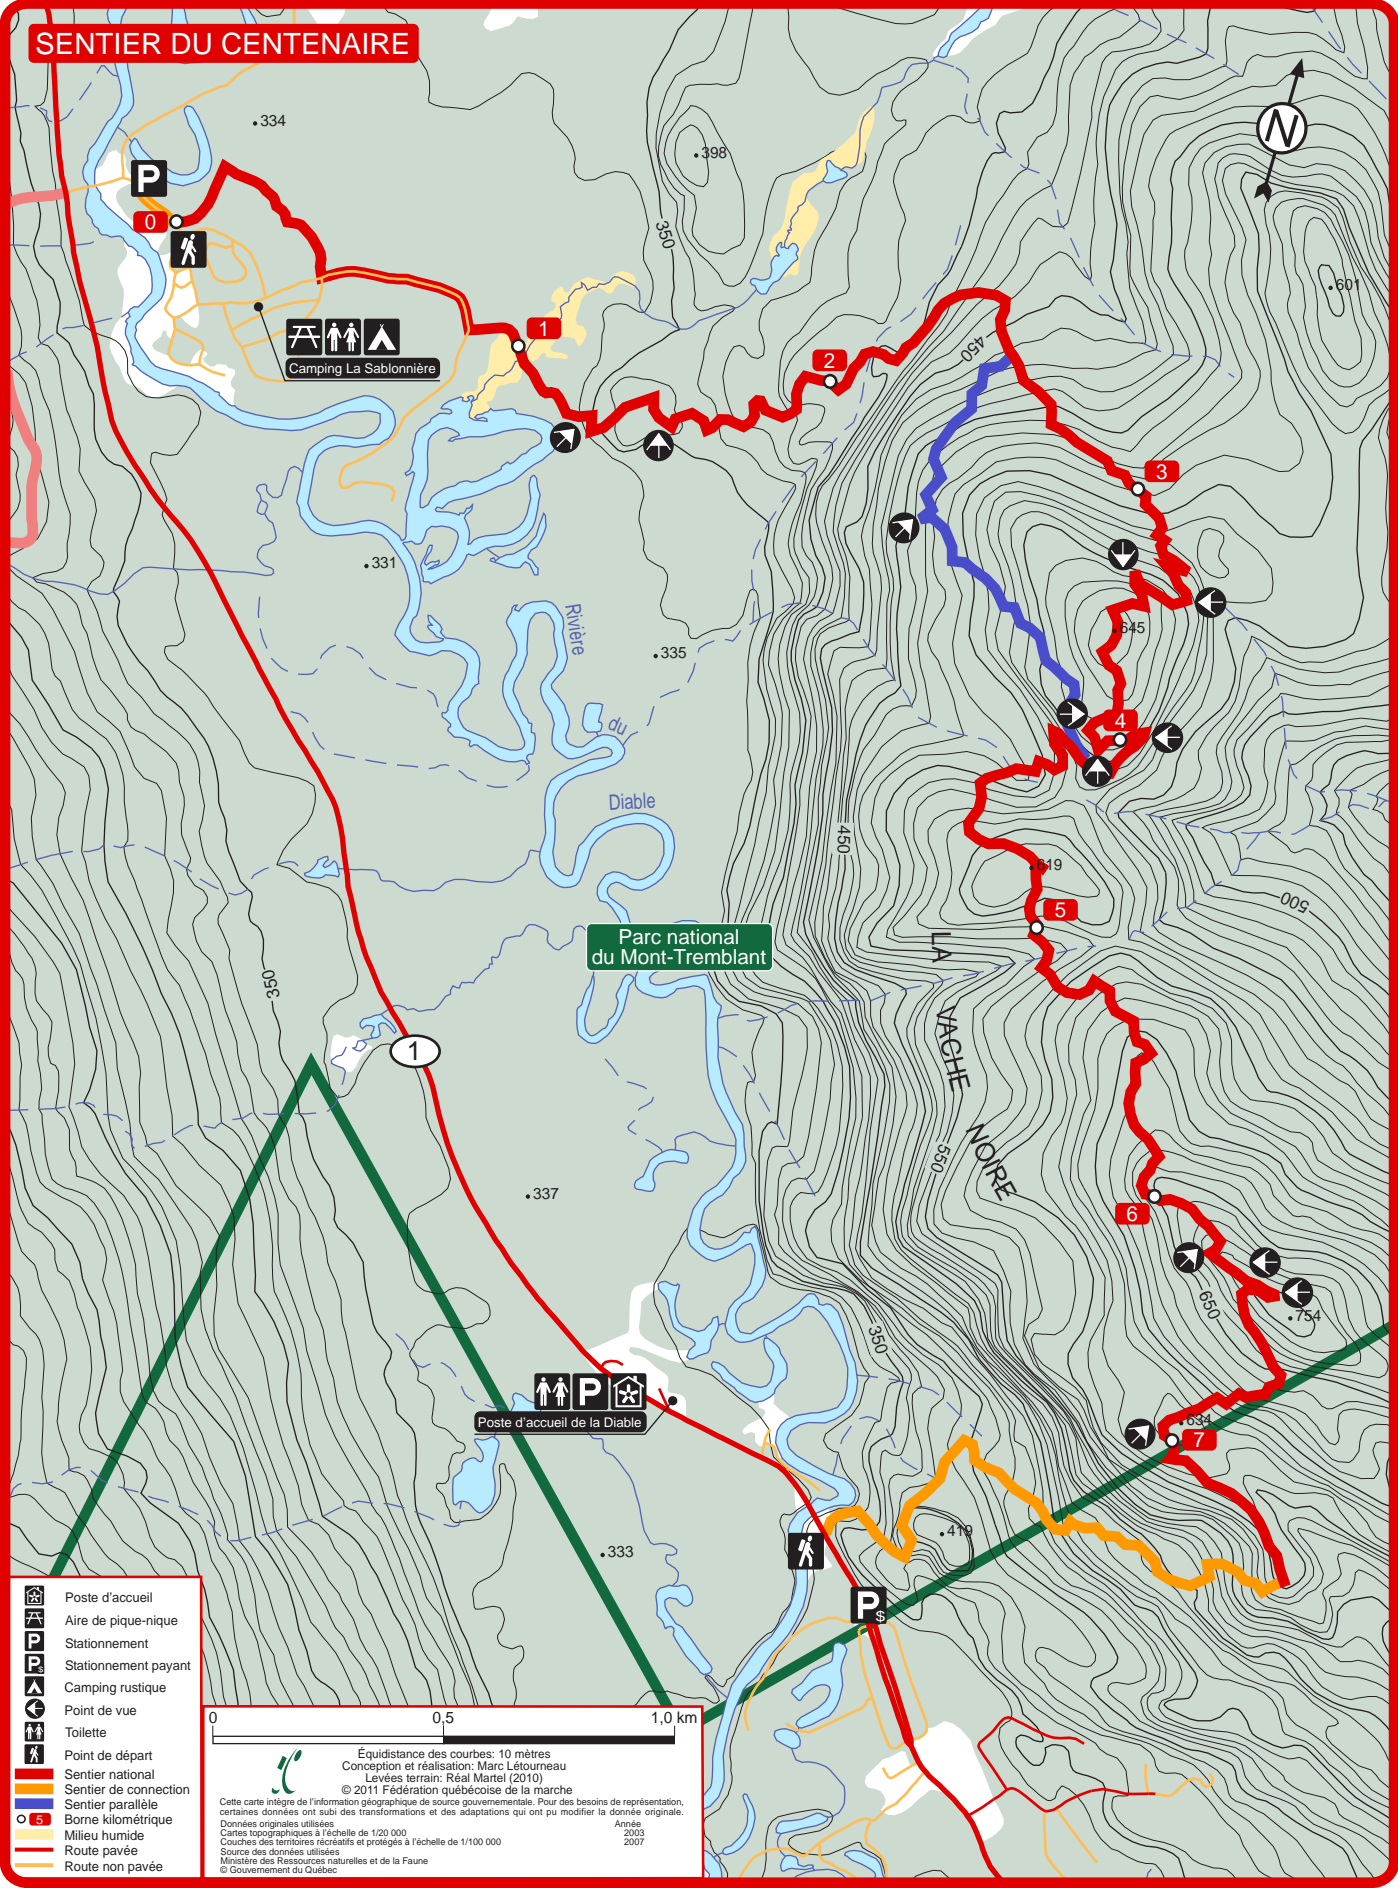 SENTIER DU CENTENAIRE
N
334
398
350
601
P
0
1
Camping La Sablonnière
2
450
3
331
Rivière
335
645
du
4
Diable
450
619
500
5
LA
Parc national
du Mont-Tremblant
350
VACHE
1
NOIRE
550
337
6
650
754
350
P
Poste d'accueil de la Diable
634
7
419
333
P$
Poste d'accueil
Aire de pique-nique
P Stationnement
P$ Stationnement payant
Camping rustique
Point de vue
Toilette
Point de départ
Sentier national
Sentier de connection
Sentier parallèle
5 Borne kilométrique
Milieu humide
Route pavée
Route non pavée
0 0,5 1,0 km
Équidistance des courbes: 10 mètres
Conception et réalisation: Marc Létourneau
Levées terrain: Réal Martel (2010)
© 2011 Fédération québécoise de la marche
Cette carte intègre de l'information géographique de source gouvernementale. Pour des besoins de représentation,
certaines données ont subi des transformations et des adaptations qui ont pu modifier la donnée originale.
Données originales utilisées Année
Cartes topographiques à l'échelle de 1/20 000 2003
Couches des territoires récréatifs et protégés à l'échelle de 1/100 000 2007
Source des données utilisées
Ministère des Ressources naturelles et de la Faune
© Gouvernement du Québec